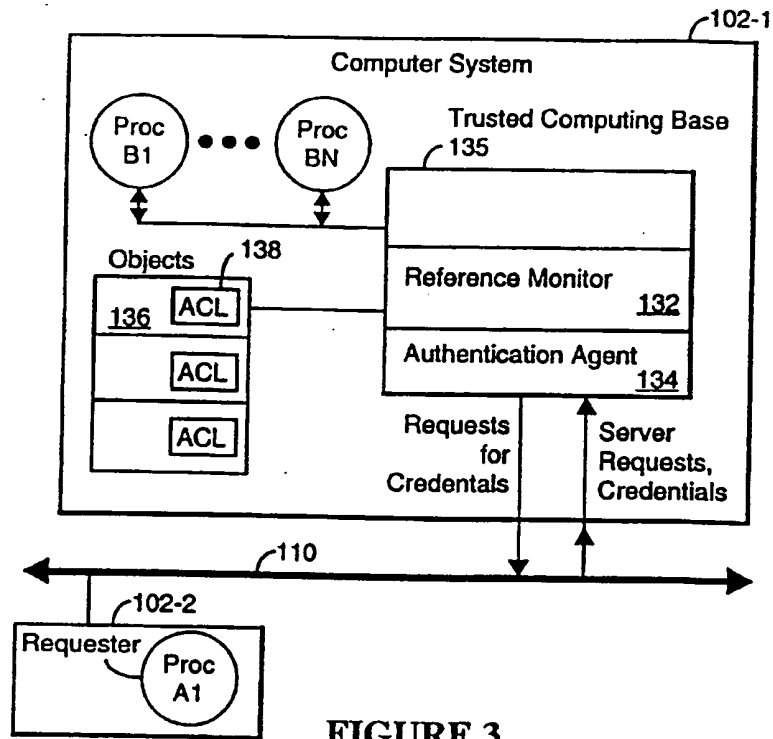 102-1
Computer System
Proc
B1
Proc
BN
Trusted Computing Base
135
Objects
138
136
ACL
ACL
ACL
Reference Monitor
132
Authentication Agent
134
Requests
for
Credentals
Server
Requests,
Credentials
110
102-2
Requester
Proc
A1
FIGURE 3